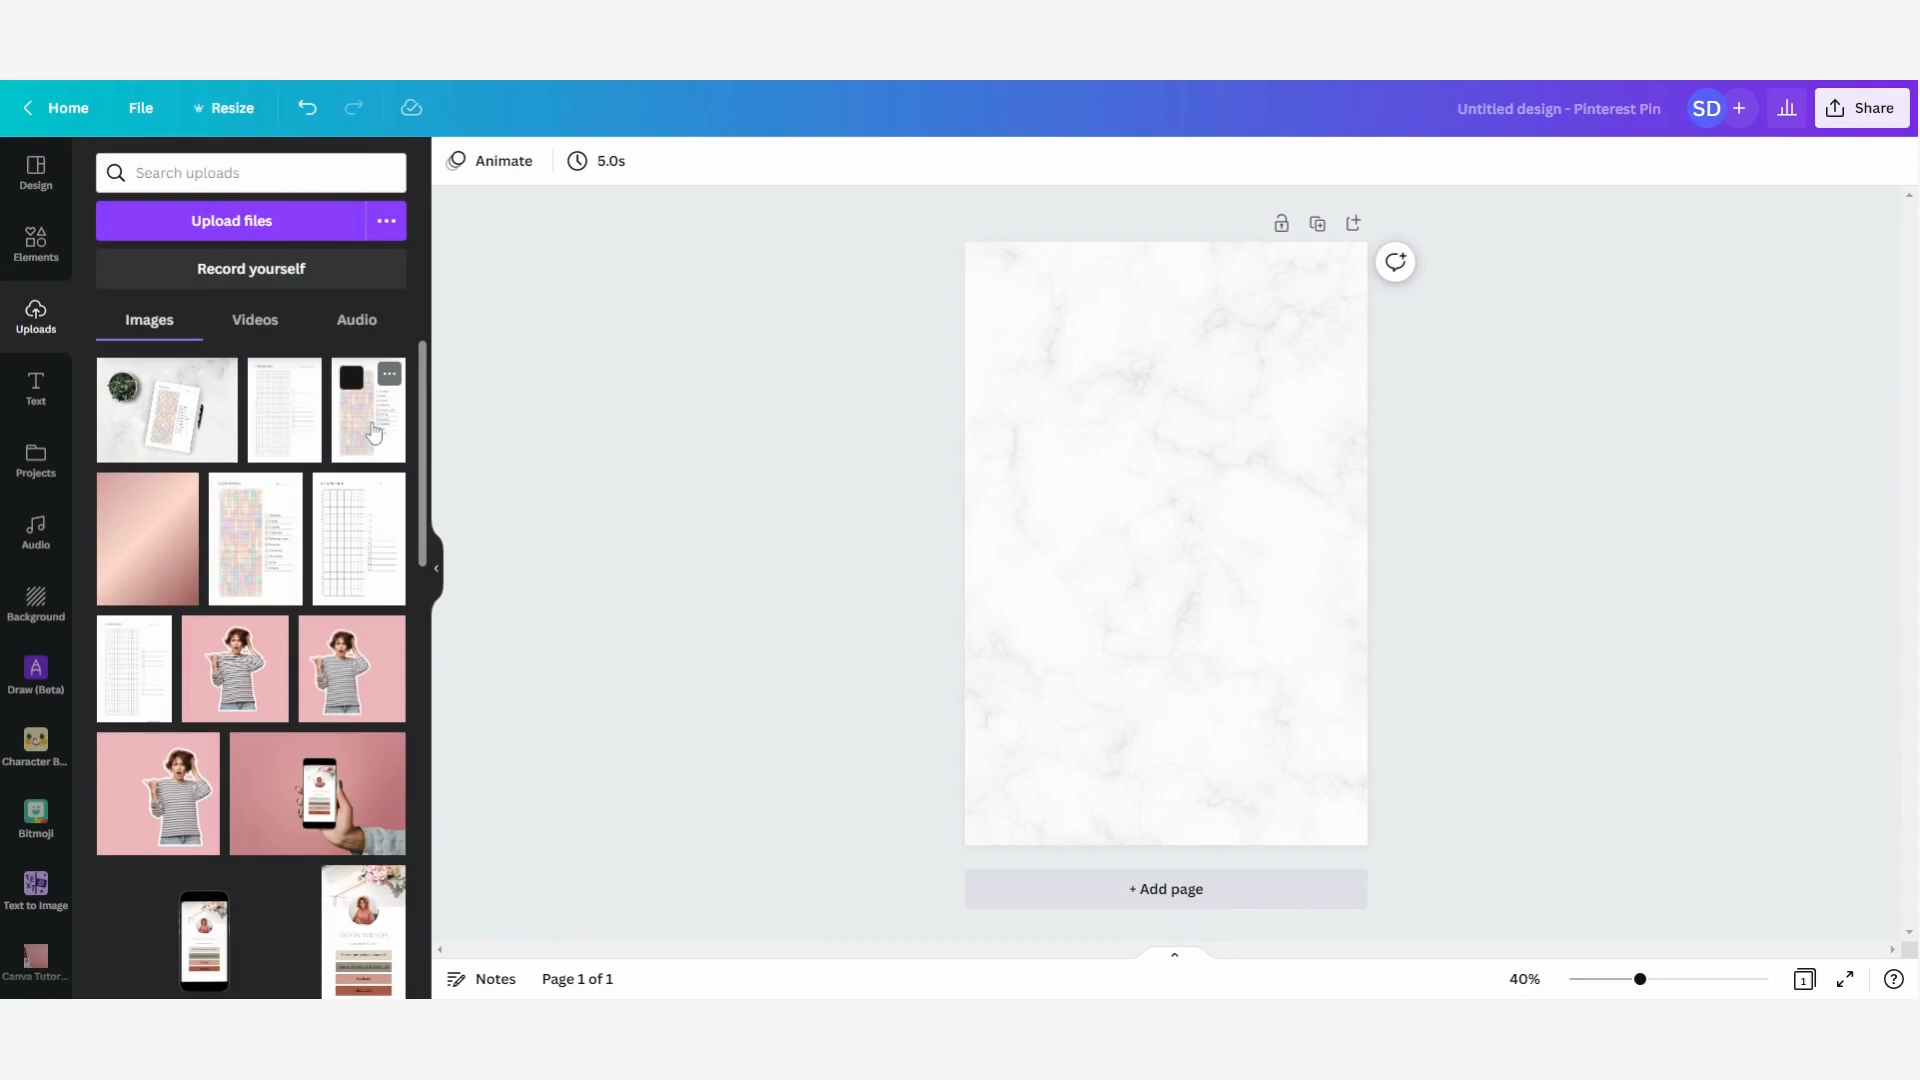 Home File Resize Untitled design - Pinterest Pin SD + Share
Design
Elements
Uploads
Text
Projects
Audio
Background
Draw (Beta)
Character B...
Bitmoji
Text to Image
Canva Tutor...
Search uploads
Upload files
Record yourself
Images Videos Audio
Animate 5.0s
+ Add page
Notes Page 1 of 1 40% 1